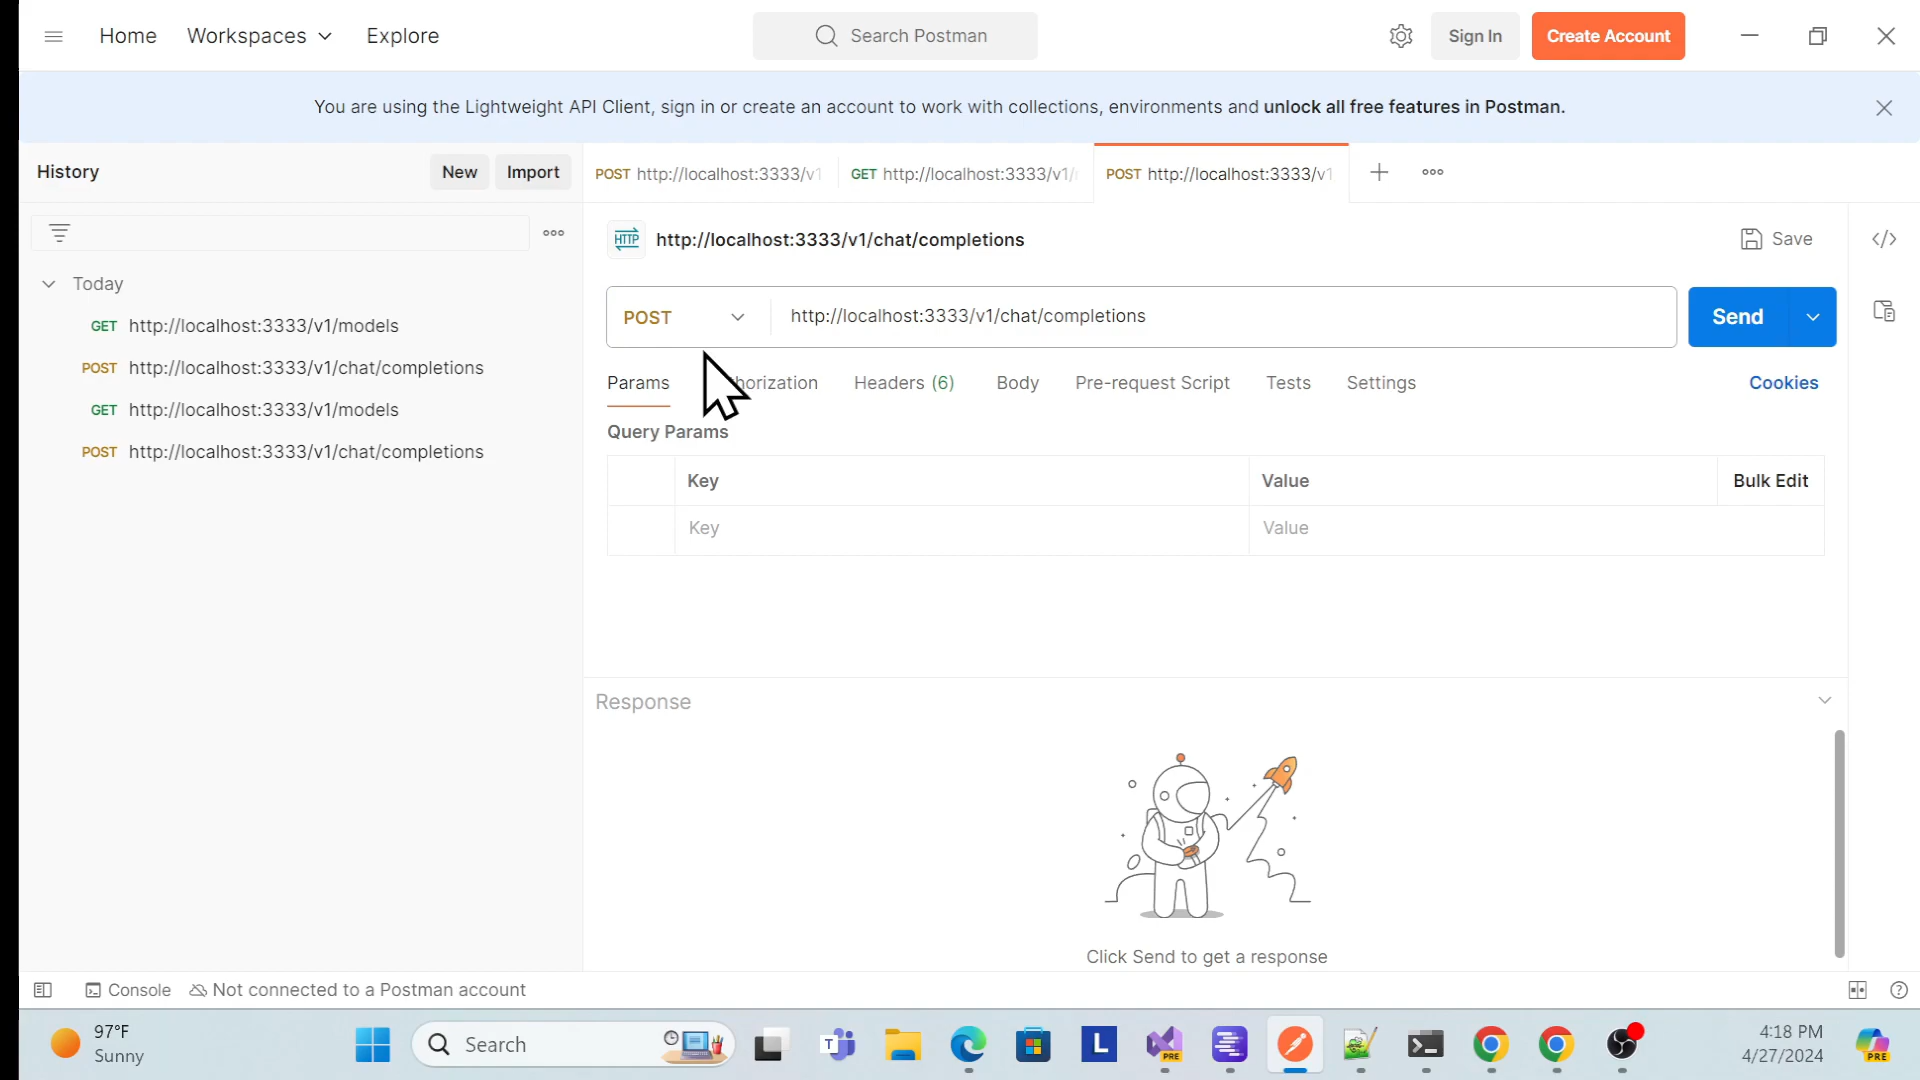 Home Workspaces Explore
Search Postman
Sign In
Create Account
You are using the Lightweight API Client, sign in or create an account to work with collections, environments and unlock all free features in Postman.
History
New
Import
POST http://localhost:3333/v1
GET http://localhost:3333/v1/
POST http://localhost:3333/v1
HTTP http://localhost:3333/v1/chat/completions
Save
Today
GET http://localhost:3333/v1/models
POST http://localhost:3333/v1/chat/completions
GET http://localhost:3333/v1/models
POST http://localhost:3333/v1/chat/completions
POST http://localhost:3333/v1/chat/completions
Send
Params horization Headers (6) Body Pre-request Script Tests Settings
Cookies
Query Params
Key Value Bulk Edit
Key Value
Response
Click Send to get a response
Console Not connected to a Postman account
97°F
Sunny
Search
T
L
PRE
4:18 PM
4/27/2024
PRE